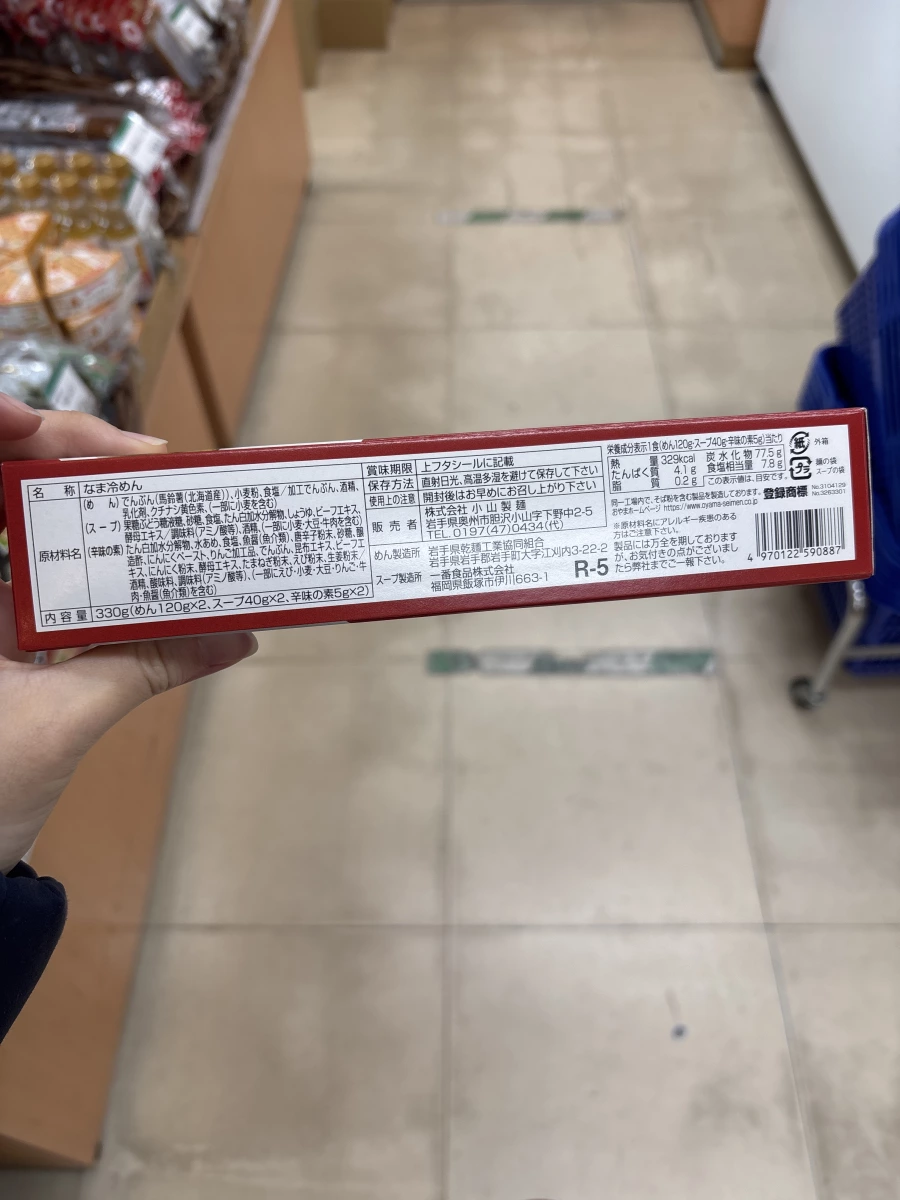 名　称 なま冷めん
原材料名
(めん)でんぷん(馬鈴薯(北海道産))、小麦粉、食塩/加工でんぷん、酒精、
乳化剤、クチナシ黄色素、(一部に小麦を含む)
(スープ)果糖ぶどう糖液糖、砂糖、食塩、たん白加水分解物、しょうゆ、ビーフエキス、
酵母エキス/調味料(アミノ酸等)、酒精、(一部に小麦・大豆・牛肉を含む)
(辛味の素)たん白加水分解物、水あめ、食塩、魚醤(魚介類)、唐辛子粉末、砂糖、醸
造酢、にんにくペースト、りんご加工品、でんぷん、昆布エキス、ビーフエ
キス、にんにく粉末、酵母エキス、たまねぎ粉末、えび粉末、生姜粉末/
酒精、酸味料、調味料(アミノ酸等)、(一部にえび・小麦・大豆・りんご・牛
肉・魚醤(魚介類)を含む)
内容量 330g(めん120g×2、スープ40g×2、辛味の素5g×2)
賞味期限 上フタシールに記載
保存方法 直射日光、高温多湿を避けて保存して下さい
使用上の注意 開封後はお早めにお召し上がり下さい
販売者 株式会社 小山製麺
岩手県奥州市胆沢小山字下野中2-5
TEL.0197(47)0434(代)
めん製造所 岩手県乾麺工業協同組合
岩手県岩手郡岩手町大字江刈内3-22-2
スープ製造所 一番食品株式会社
福岡県飯塚市伊川663-1
R-5
栄養成分表示1食(めん120g・スープ40g・辛味の素5g)当たり
熱量 329kcal 炭水化物 77.5g
たんぱく質 4.1g 食塩相当量 7.8g
脂質 0.2g この表示値は、目安です。
同一工場内で、そば粉を含む製品を製造しております。
おやまホームページ https://www.oyama-seimen.co.jp
登録商標 No.3104129
No.3263301
※原材料名にアレルギー疾患のある
方はご注意下さい。
製品には万全を期しております
が、お気付きの点がございまし
たら弊社までご一報下さい。
紙 外箱
プラ 麺の袋
スープの袋
4 970122 590887